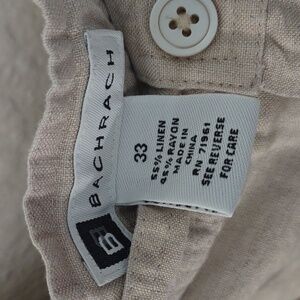 BACHRACH
B
33
55% LINEN
45% RAYON
MADE IN
CHINA
RN 71961
SEE REVERSE
FOR CARE